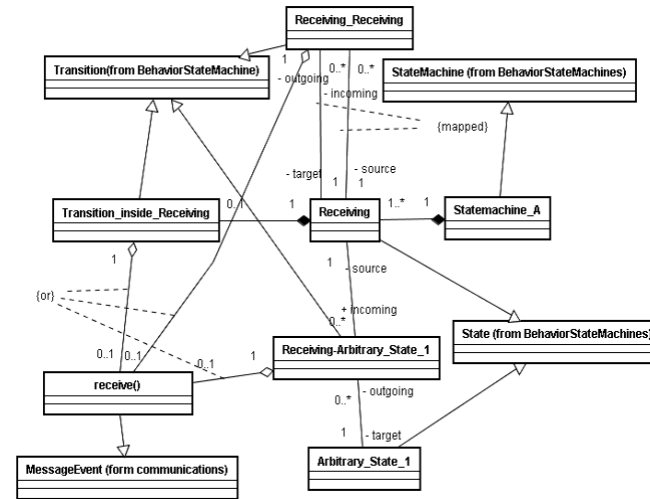 Receiving_Receiving
Transition(from BehaviorStateMachine)
1
- outgoing
0..*
0..*
StateMachine (from BehaviorStateMachines)
- incoming
{mapped}
- target
- source
1
1
Transition_inside_Receiving
0..1
1
Receiving
1..*
1
Statemachine_A
1
1
- source
{or}
+ incoming
0..*
State (from BehaviorStateMachines)
0..1
0..1
0..1
1
Receiving-Arbitrary_State_1
receive()
- outgoing
0..*
1
- target
MessageEvent (form communications)
Arbitrary_State_1